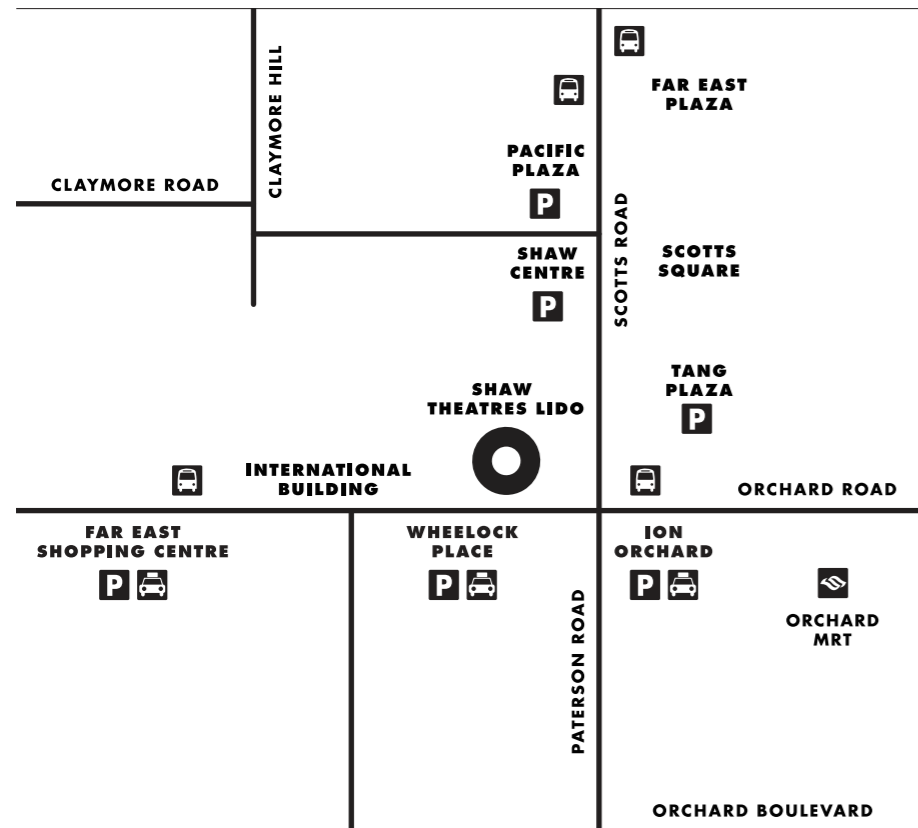 FAR EAST
PLAZA
CLAYMORE HILL
PACIFIC
PLAZA
P
CLAYMORE ROAD
SCOTTS ROAD
SHAW
CENTRE
P
SCOTTS
SQUARE
TANG
PLAZA
P
SHAW
THEATRES LIDO
INTERNATIONAL
BUILDING
ORCHARD ROAD
FAR EAST
SHOPPING CENTRE
P
WHEELOCK
PLACE
P
ION
ORCHARD
P
ORCHARD
MRT
PATERSON ROAD
ORCHARD BOULEVARD